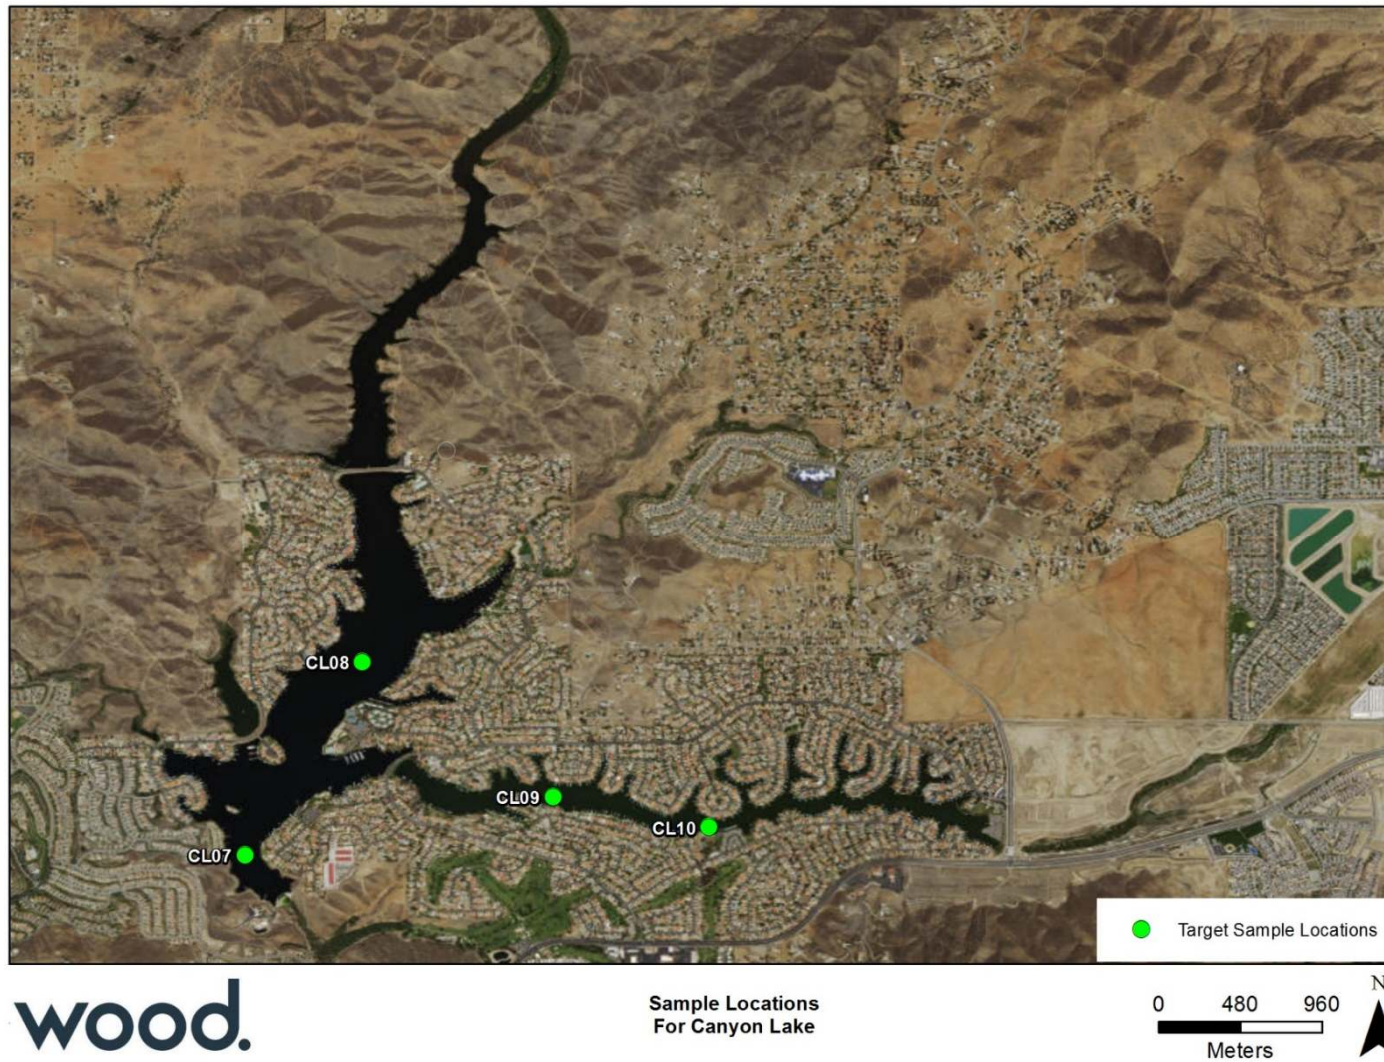 CL08
CL09
CL10
CL07
Target Sample Locations
wood.
Sample Locations
For Canyon Lake
0 480 960
Meters
N